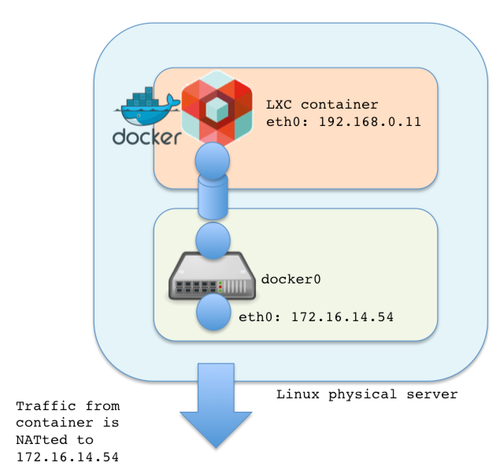 LXC container
eth0: 192.168.0.11
docker
docker0
eth0: 172.16.14.54
Linux physical server
Traffic from
container is
NATted to
172.16.14.54